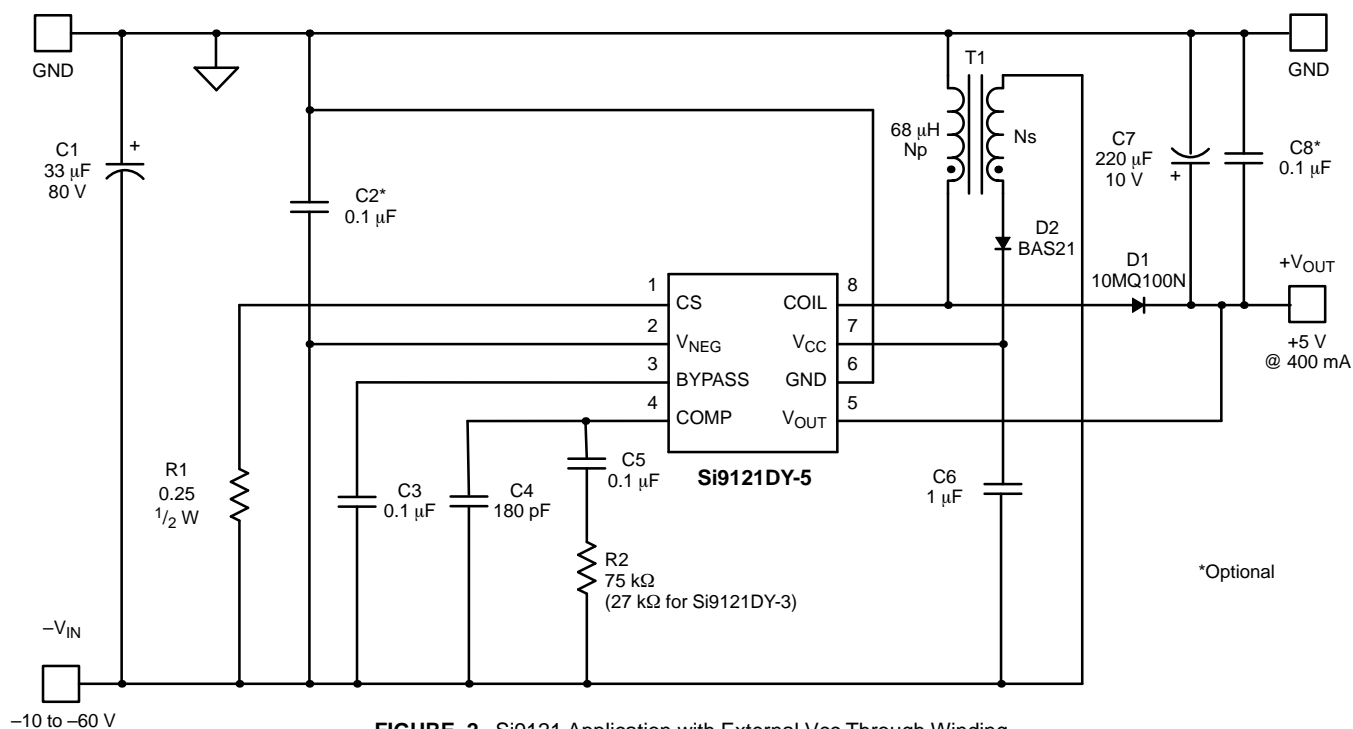 GND
GND
T1
C1
33 μF
80 V
+
68 μH
Np
Ns
C7
220 μF
10 V
+
C8*
0.1 μF
C2*
0.1 μF
D2
BAS21
D1
10MQ100N
+VOUT
+5 V
@ 400 mA
1
CS
COIL
8
2
VNEG
VCC
7
3
BYPASS
GND
6
4
COMP
VOUT
5
Si9121DY-5
R1
0.25
1/2 W
C3
0.1 μF
C4
180 pF
C5
0.1 μF
C6
1 μF
R2
75 kΩ
(27 kΩ for Si9121DY-3)
*Optional
–VIN
–10 to –60 V